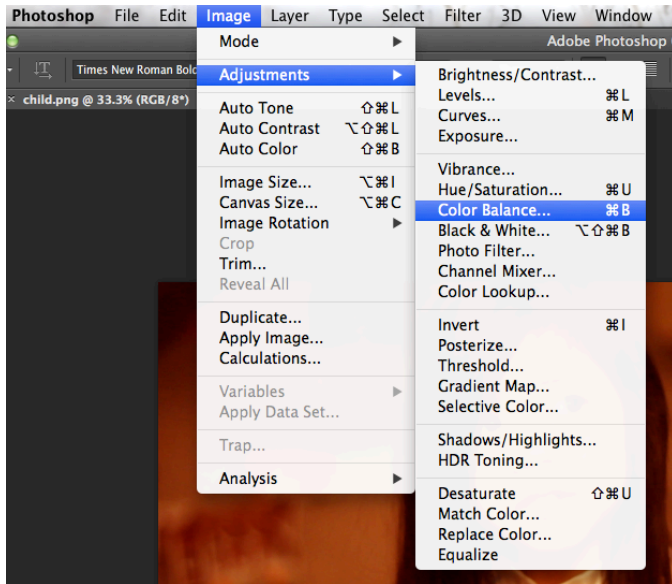 Photoshop File Edit Image Layer Type Select Filter 3D View Window
Adobe Photoshop
Times New Roman Bold
× child.png @ 33.3% (RGB/8*)
Mode ▶
Adjustments ▶
Auto Tone ⇧⌘L
Auto Contrast ⌥⇧⌘L
Auto Color ⇧⌘B
Image Size... ⌥⌘I
Canvas Size... ⌥⌘C
Image Rotation ▶
Crop
Trim...
Reveal All
Duplicate...
Apply Image...
Calculations...
Variables ▶
Apply Data Set...
Trap...
Analysis ▶
Brightness/Contrast...
Levels... ⌘L
Curves... ⌘M
Exposure...
Vibrance...
Hue/Saturation... ⌘U
Color Balance... ⌘B
Black & White... ⌥⇧⌘B
Photo Filter...
Channel Mixer...
Color Lookup...
Invert ⌘I
Posterize...
Threshold...
Gradient Map...
Selective Color...
Shadows/Highlights...
HDR Toning...
Desaturate ⇧⌘U
Match Color...
Replace Color...
Equalize